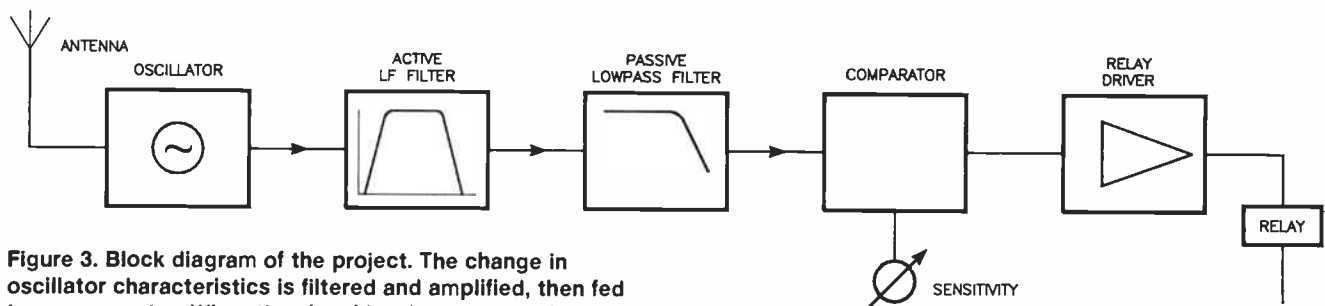 ANTENNA
OSCILLATOR
ACTIVE
LF FILTER
PASSIVE
LOWPASS FILTER
COMPARATOR
RELAY
DRIVER
RELAY
SENSITIVITY
Figure 3. Block diagram of the project. The change in
oscillator characteristics is filtered and amplified, then fed